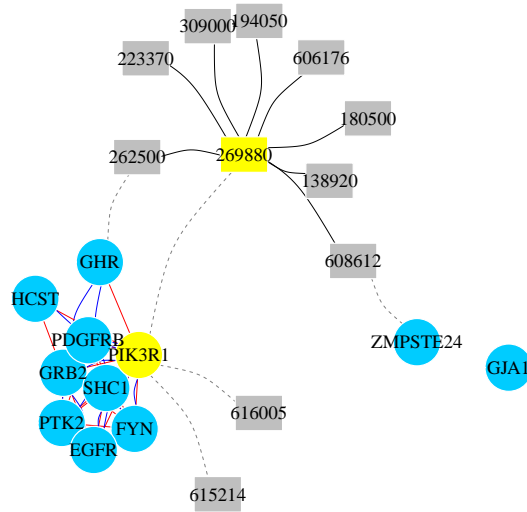 194050
309000
223370
606176
180500
262500
269880
138920
608612
GHR
HCST
PDGFRB
ZMPSTE24
PIK3R1
GJA1
GRB2
SHC1
616005
PTK2
FYN
EGFR
615214